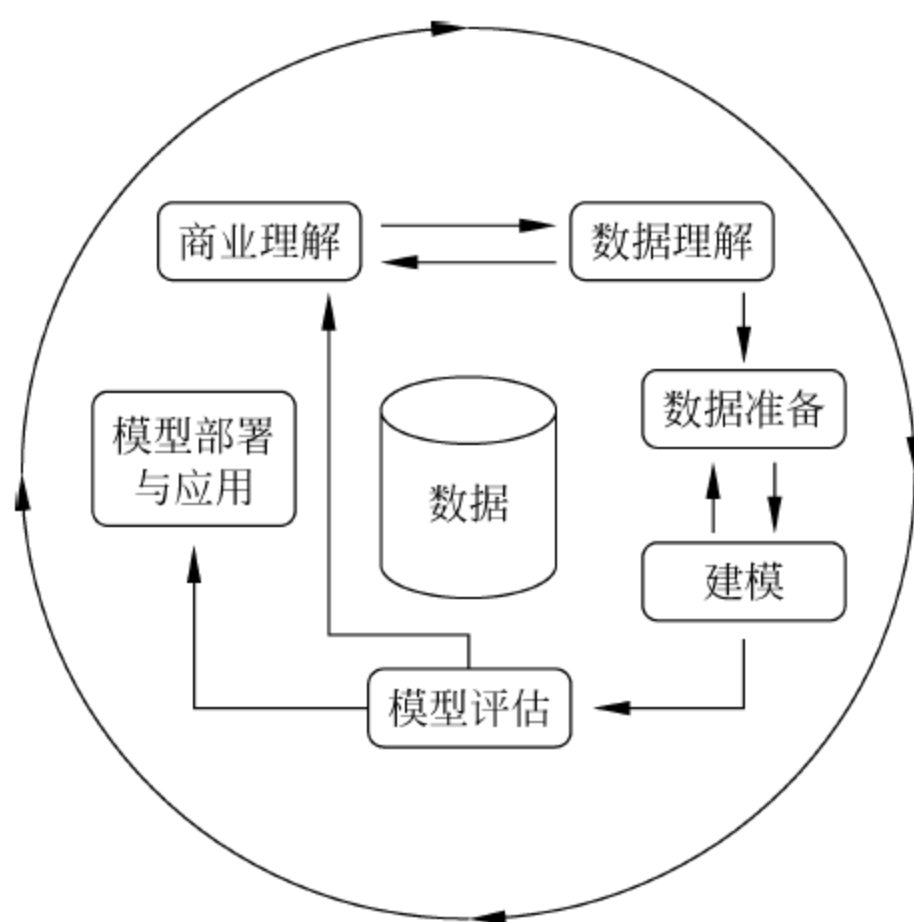 商业理解
数据理解
数据准备
模型部署
与应用
数据
建模
模型评估